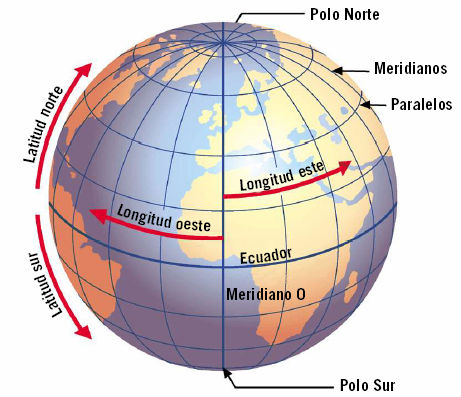 Polo Norte
Meridianos
Paralelos
Latitud norte
Longitud este
Longitud oeste
Ecuador
Latitud sur
Meridiano O
Polo Sur